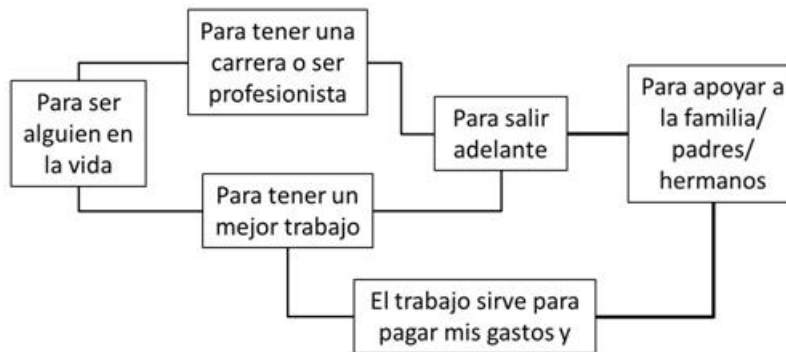 Para tener una
carrera o ser
profesionista
Para ser
alguien en
la vida
Para salir
adelante
Para apoyar a
la familia/
padres/
hermanos
Para tener un
mejor trabajo
El trabajo sirve para
pagar mis gastos y